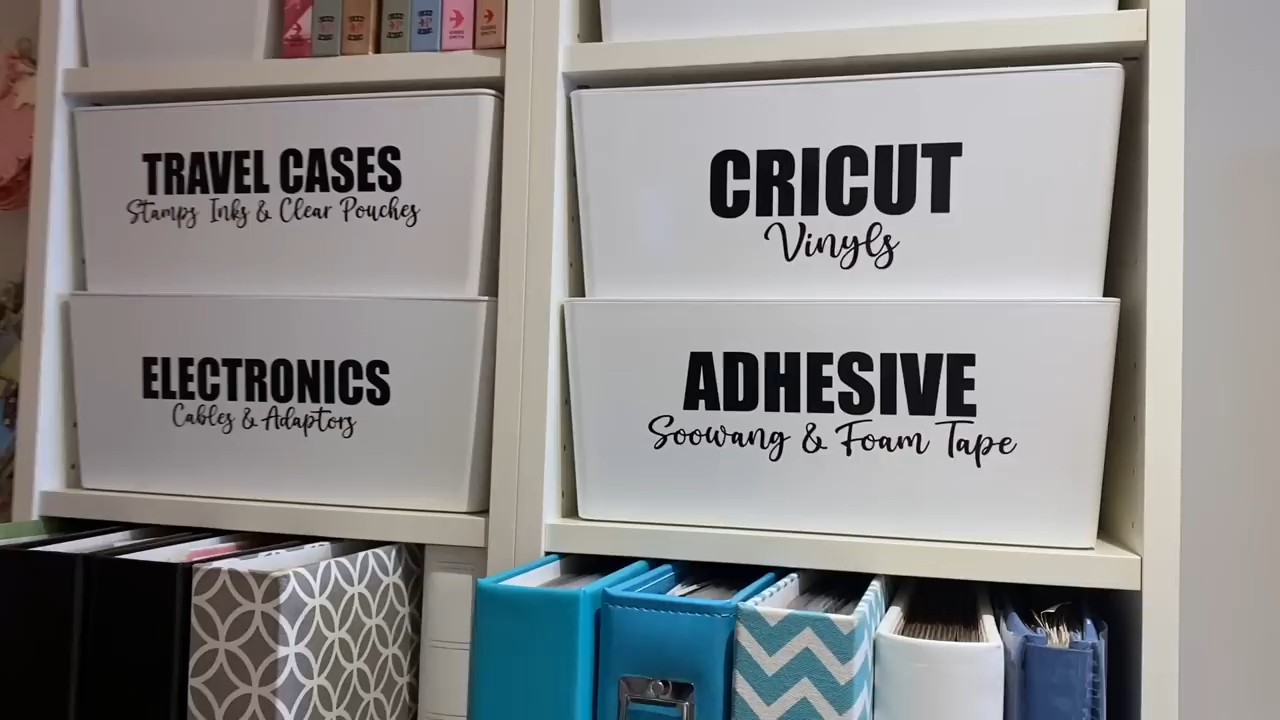 TRAVEL CASES
Stamps Inks & Clear Pouches
ELECTRONICS
Cables & Adaptors
CRICUT
Vinyls
ADHESIVE
Soowang & Foam Tape